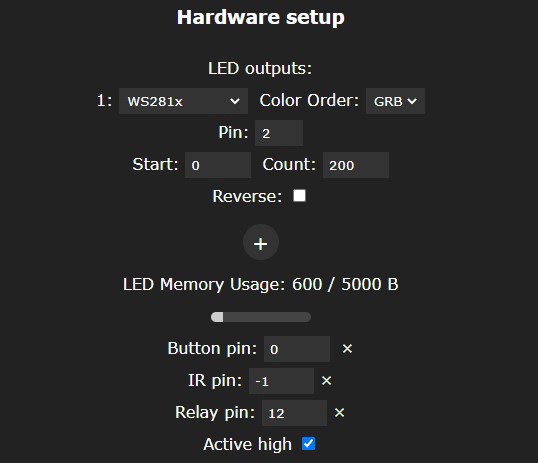 Hardware setup
LED outputs:
1: WS281x Color Order: GRB
Pin: 2
Start: 0 Count: 200
Reverse:
+
LED Memory Usage: 600 / 5000 B
Button pin: 0 ✕
IR pin: -1 ✕
Relay pin: 12 ✕
Active high